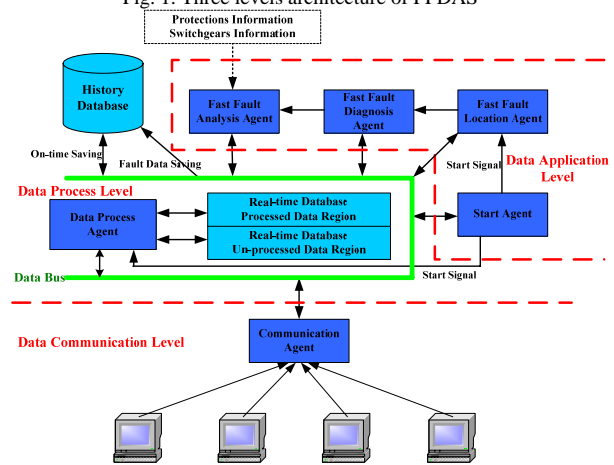 Fig. 1. Three levels architecture of FFDAS
Protections Information
Switchgears Information
History
Database
Fast Fault
Analysis Agent
Fast Fault
Diagnosis
Agent
Fast Fault
Location Agent
On-time Saving
Fault Data Saving
Start Signal
Data Application
Level
Data Process Level
Data Process
Agent
Real-time Database
Processed Data Region
Real-time Database
Un-processed Data Region
Start Agent
Data Bus
Start Signal
Data Communication Level
Communication
Agent